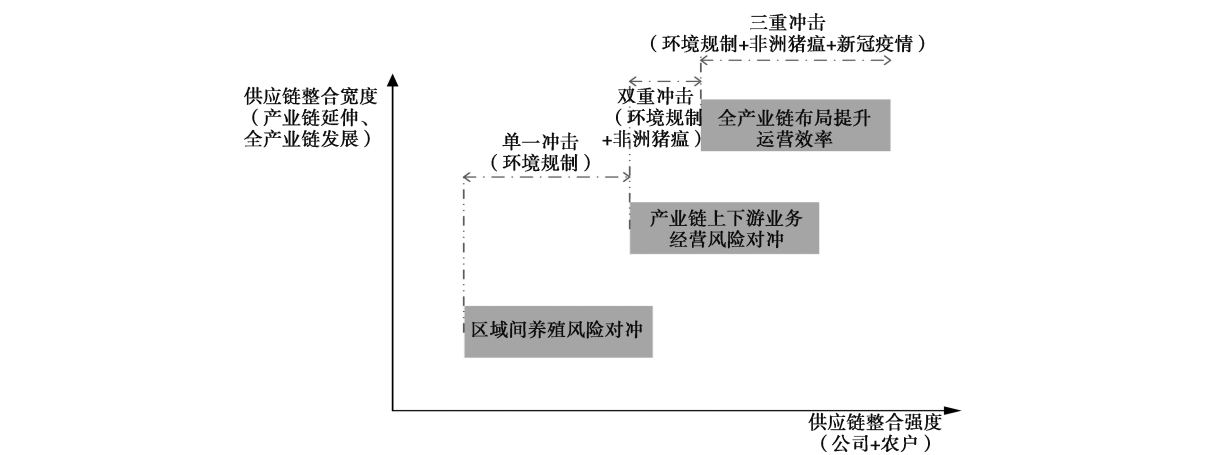 三重冲击
（环境规制+非洲猪瘟+新冠疫情）
供应链整合宽度
（产业链延伸、
全产业链发展）
双重冲击
（环境规制
+非洲猪瘟）
全产业链布局提升
运营效率
单一冲击
（环境规制）
产业链上下游业务
经营风险对冲
区域间养殖风险对冲
供应链整合强度
（公司+农户）